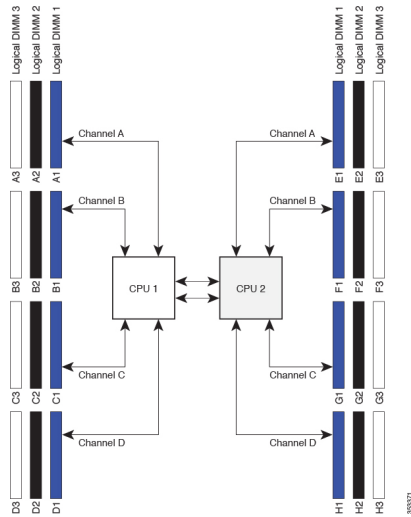 Logical DIMM 3
Logical DIMM 2
Logical DIMM 1
Logical DIMM 1
Logical DIMM 2
Logical DIMM 3
Channel A
Channel A
A3
A2
A1
E1
E2
E3
Channel B
Channel B
B3
B2
B1
F1
F2
F3
CPU 1
CPU 2
Channel C
Channel C
C3
C2
C1
G1
G2
G3
Channel D
Channel D
D3
D2
D1
H1
H2
H3